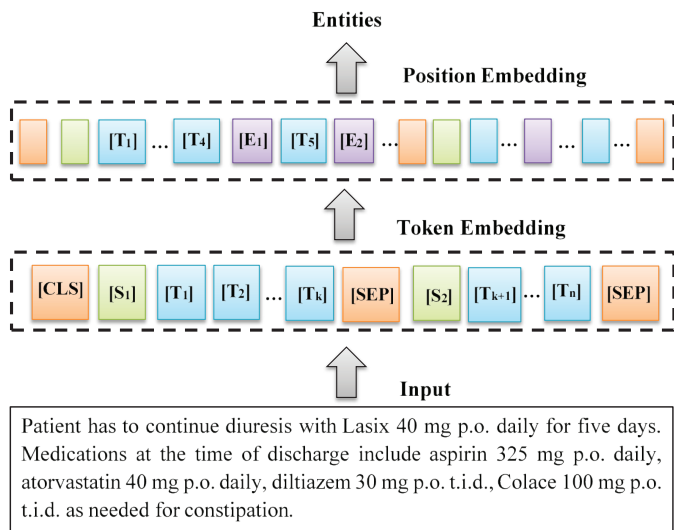 Entities
Position Embedding
[T1] ... [T4] [E1] [T5] [E2] ... ... ... ...
Token Embedding
[CLS] [S1] [T1] [T2] ... [Tk] [SEP] [S2] [Tk+1] ... [Tn] [SEP]
Input
Patient has to continue diuresis with Lasix 40 mg p.o. daily for five days.
Medications at the time of discharge include aspirin 325 mg p.o. daily,
atorvastatin 40 mg p.o. daily, diltiazem 30 mg p.o. t.i.d., Colace 100 mg p.o.
t.i.d. as needed for constipation.